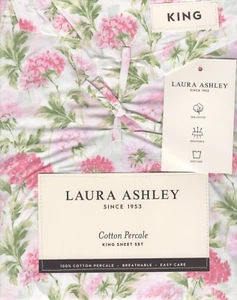 KING
LAURA ASHLEY
SINCE 1953
LAURA ASHLEY
SINCE 1953
Cotton Percale
KING SHEET SET
100% COTTON PERCALE - BREATHABLE - EASY CARE